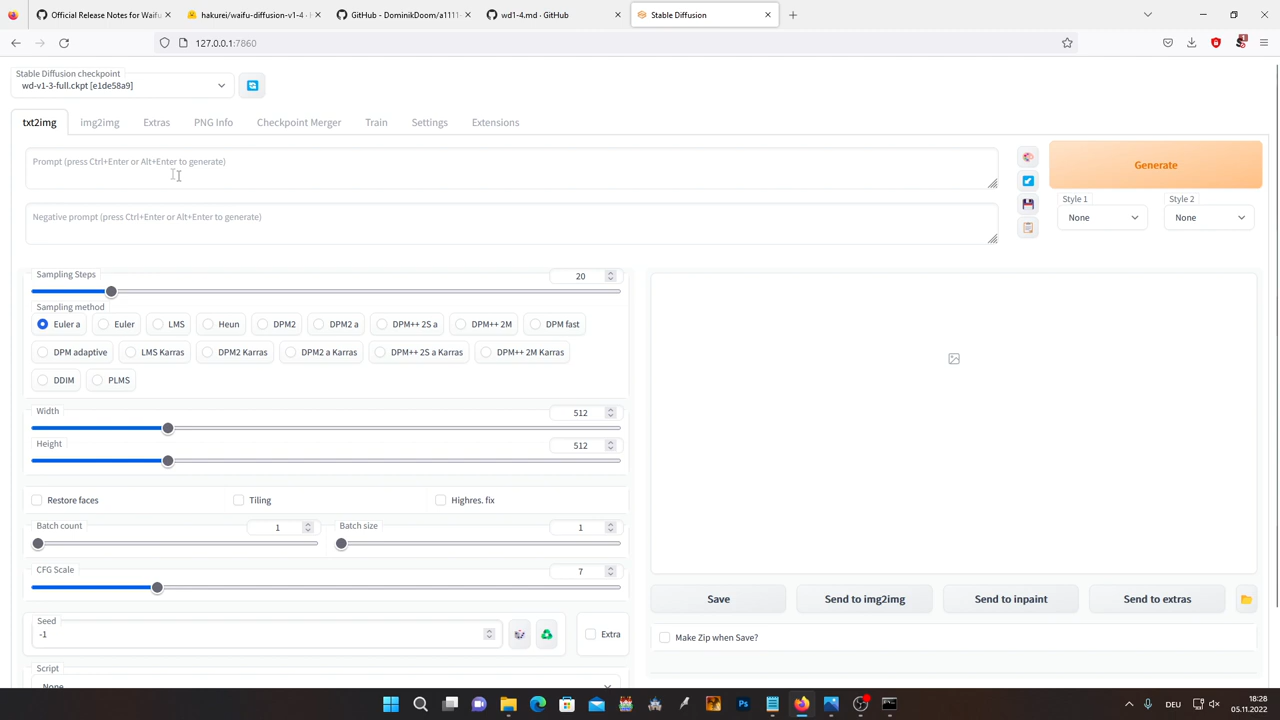 Official Release Notes for Waifu
hakurei/waifu-diffusion-v1-4 ·
GitHub - DominikDoom/a1111
wd1-4.md · GitHub
Stable Diffusion
127.0.0.1:7860
Stable Diffusion checkpoint
wd-v1-3-full.ckpt [e1de58a9]
txt2img
img2img
Extras
PNG Info
Checkpoint Merger
Train
Settings
Extensions
Prompt (press Ctrl+Enter or Alt+Enter to generate)
Generate
Negative prompt (press Ctrl+Enter or Alt+Enter to generate)
Style 1
Style 2
None
None
Sampling Steps
20
Sampling method
Euler a
Euler
LMS
Heun
DPM2
DPM2 a
DPM++ 2S a
DPM++ 2M
DPM fast
DPM adaptive
LMS Karras
DPM2 Karras
DPM2 a Karras
DPM++ 2S a Karras
DPM++ 2M Karras
DDIM
PLMS
Width
512
Height
512
Restore faces
Tiling
Highres. fix
Batch count
1
Batch size
1
CFG Scale
7
Seed
-1
Extra
Script
None
Save
Send to img2img
Send to inpaint
Send to extras
Make Zip when Save?
DEU
18:28
05.11.2022